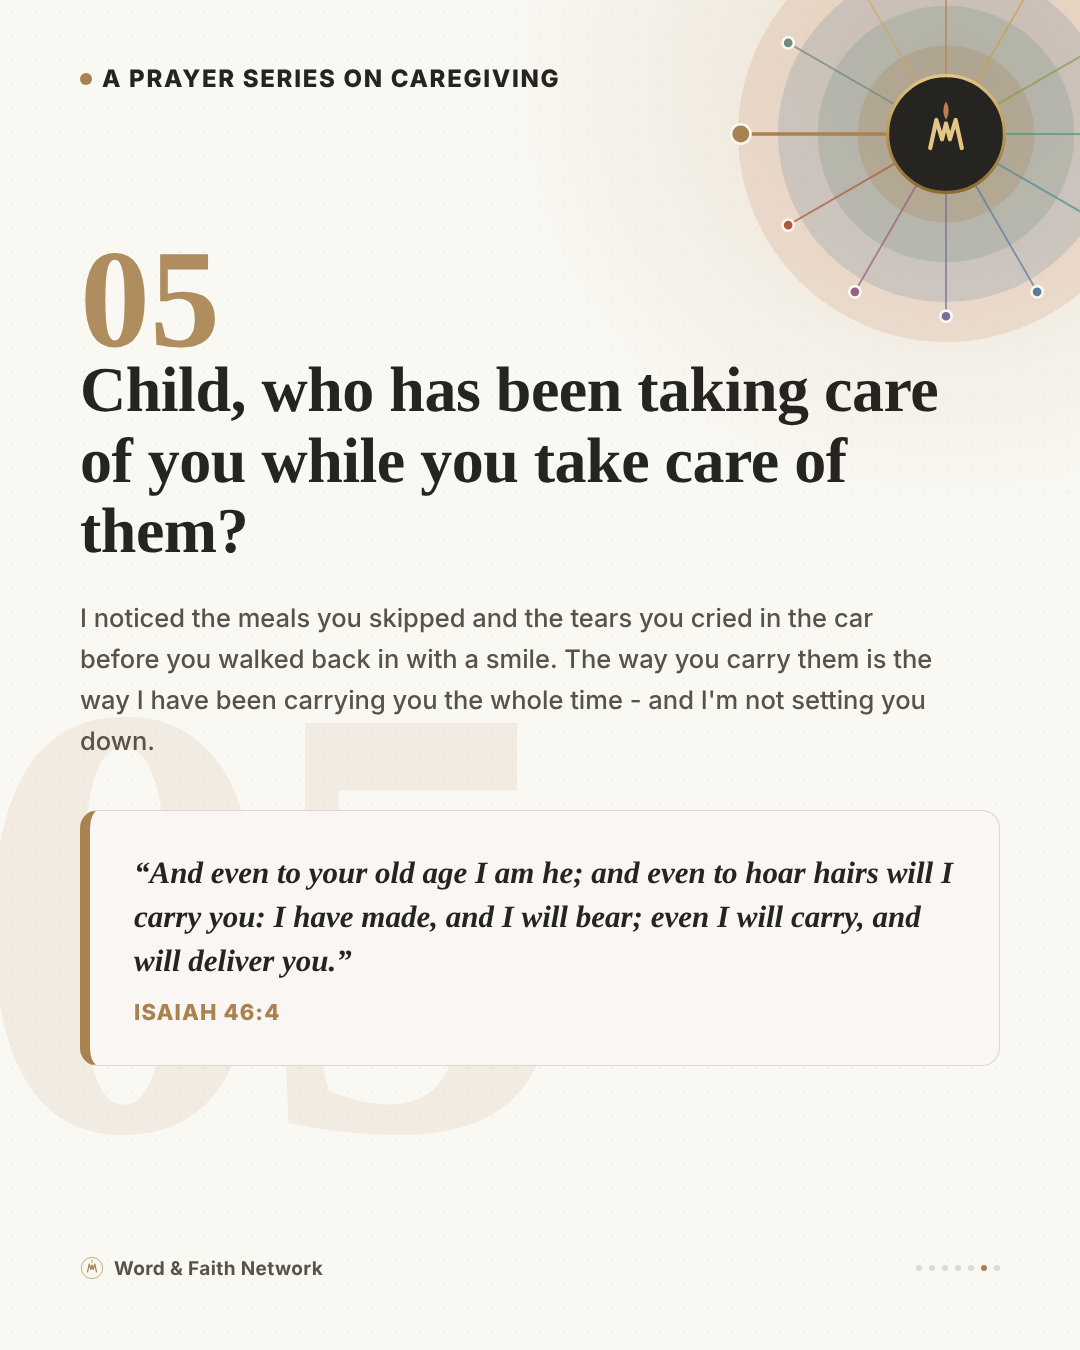 A PRAYER SERIES ON CAREGIVING
05
Child, who has been taking care
of you while you take care of
them?
I noticed the meals you skipped and the tears you cried in the car
before you walked back in with a smile. The way you carry them is the
way I have been carrying you the whole time - and I'm not setting you
down.
05
“And even to your old age I am he; and even to hoar hairs will I
carry you: I have made, and I will bear; even I will carry, and
will deliver you.”
ISAIAH 46:4
Word & Faith Network